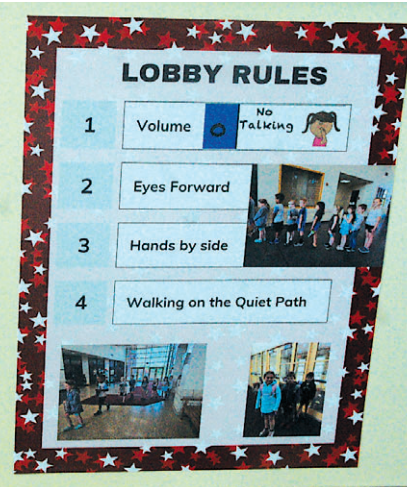 LOBBY RULES
1 Volume 0 No Talking
2 Eyes Forward
3 Hands by side
4 Walking on the Quiet Path